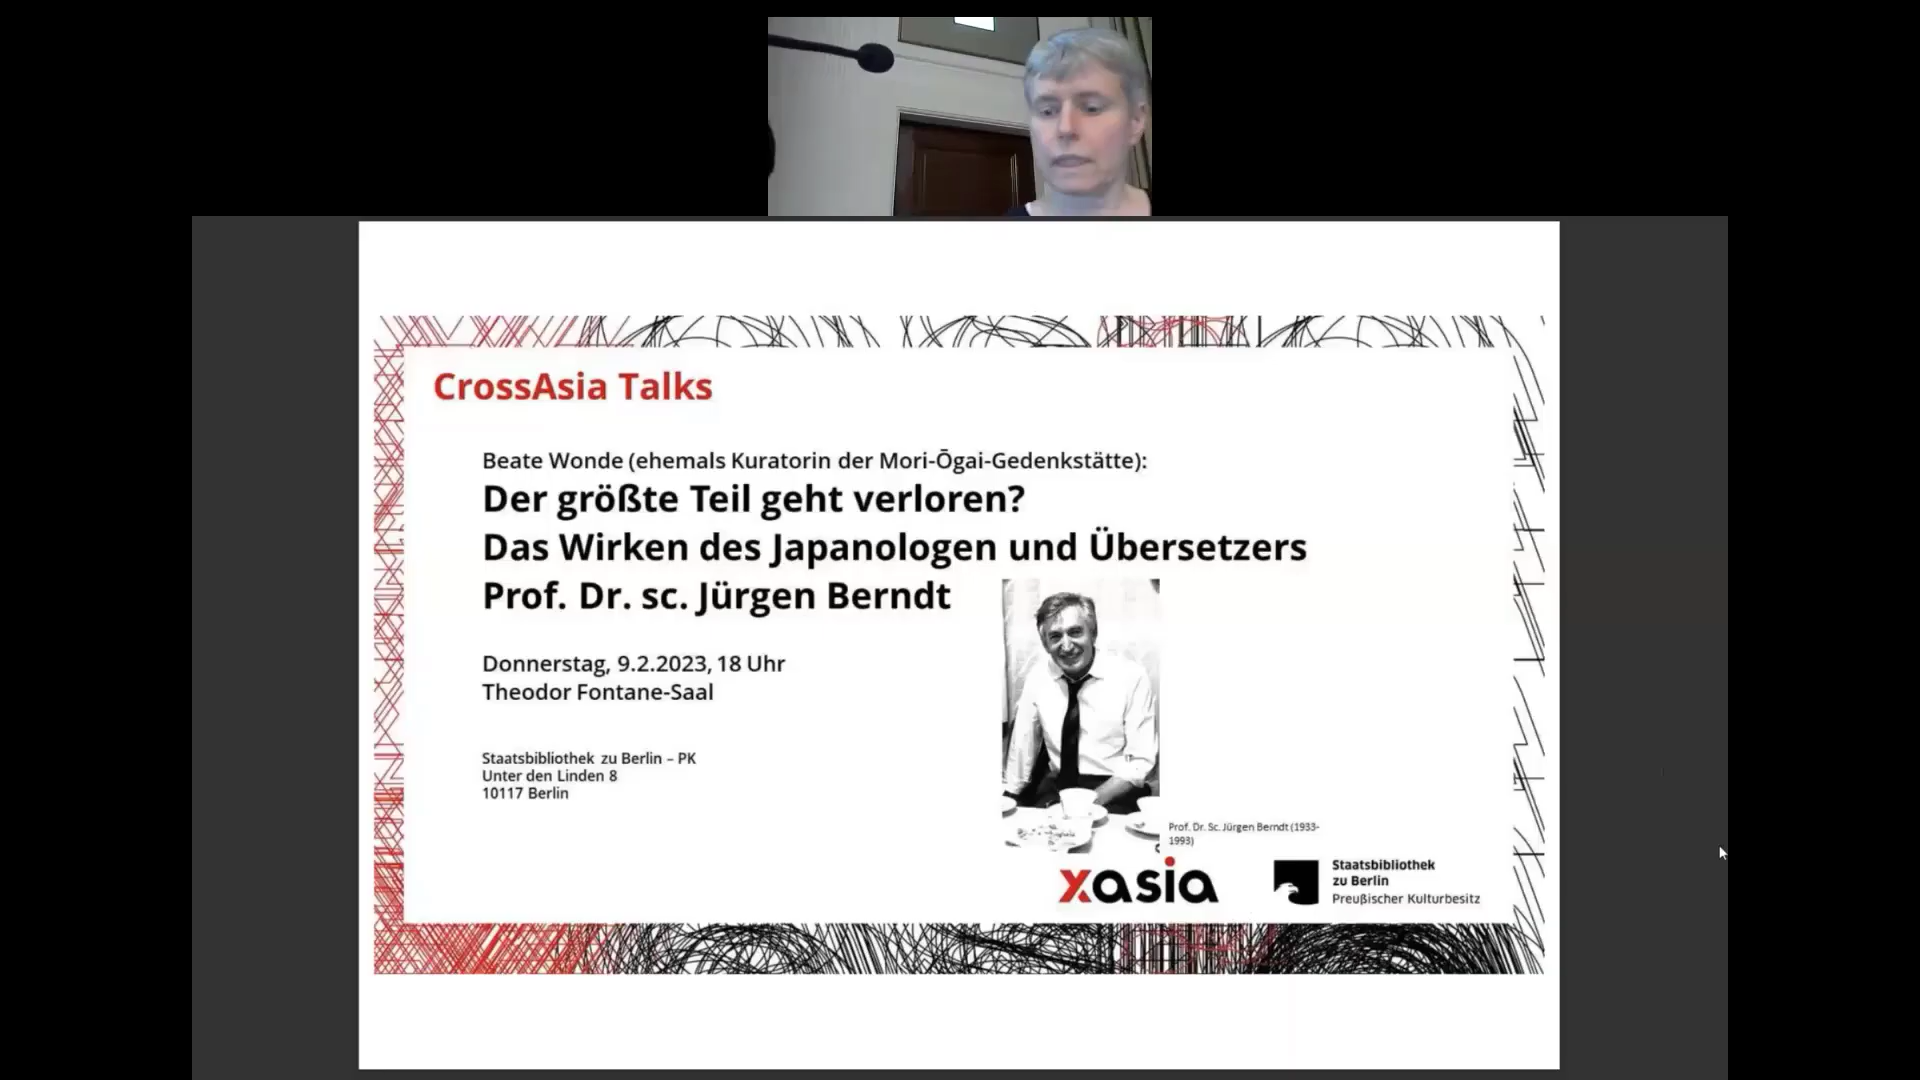 CrossAsia Talks
Beate Wonde (ehemals Kuratorin der Mori-Ōgai-Gedenkstätte):
Der größte Teil geht verloren?
Das Wirken des Japanologen und Übersetzers
Prof. Dr. sc. Jürgen Berndt
Donnerstag, 9.2.2023, 18 Uhr
Theodor Fontane-Saal
Staatsbibliothek zu Berlin – PK
Unter den Linden 8
10117 Berlin
Prof. Dr. Sc. Jürgen Berndt (1933-
1993)
xasia
Staatsbibliothek
zu Berlin
Preußischer Kulturbesitz